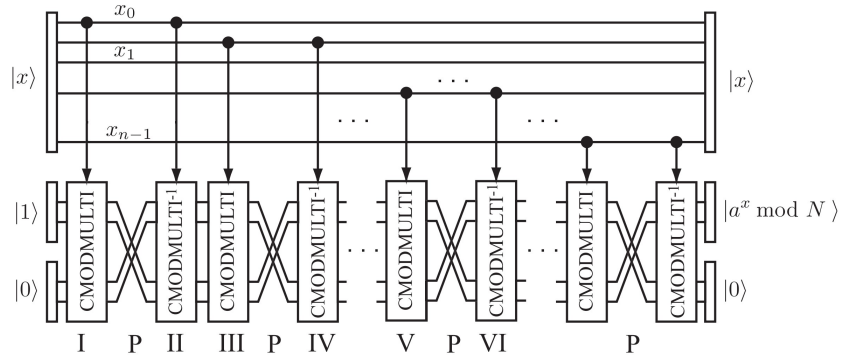 x₀
x₁
|x⟩
|x⟩
. . .
. . .
. . .
xₙ₋₁
CMODMULTI
CMODMULTI⁻¹
CMODMULTI
CMODMULTI⁻¹
CMODMULTI
CMODMULTI⁻¹
CMODMULTI
CMODMULTI⁻¹
|1⟩
|aˣ mod N ⟩
. . .
. . .
|0⟩
|0⟩
I P II III P IV V P VI P